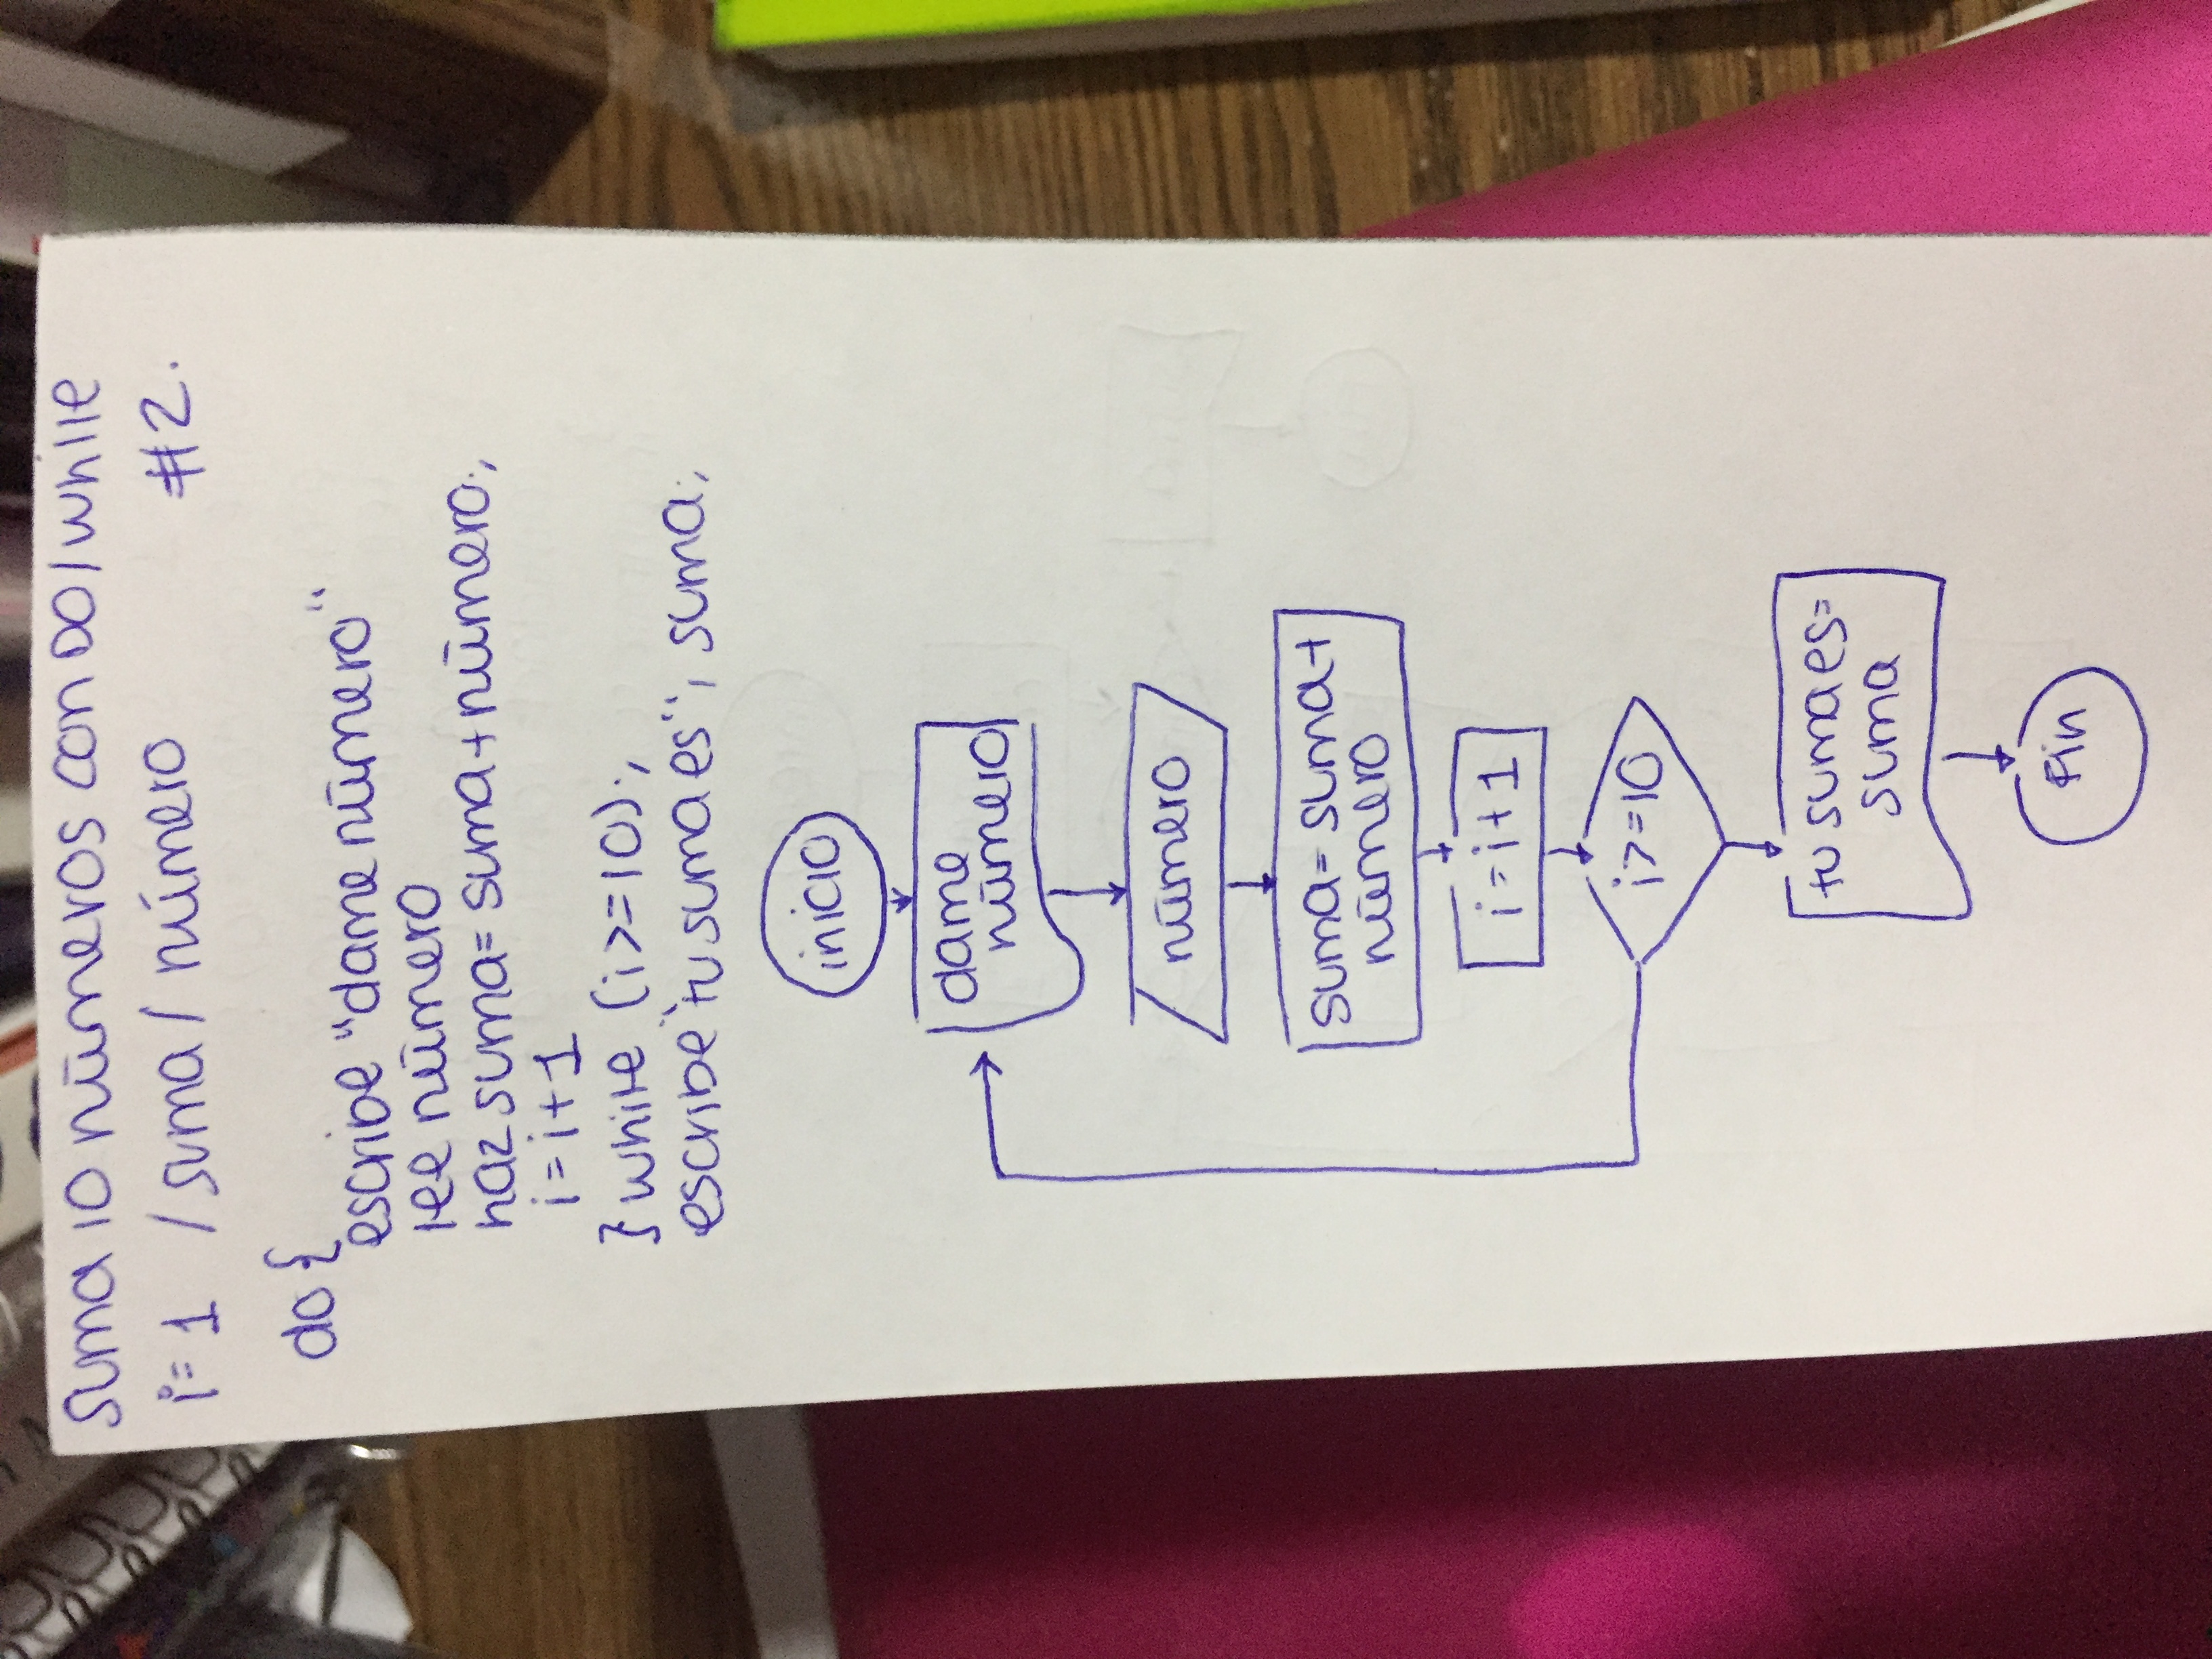 suma 10 números con DO/while
i=1 /suma/ número #2.
do {
escribe "dame número"
lee número
haz suma= suma+número;
i=i+1
} while (i>=10);
escribe "tu suma es", suma;
inicio
dame
número
número
suma= suma+
número
i=i+1
i>=10
tu suma es=
suma
Fin